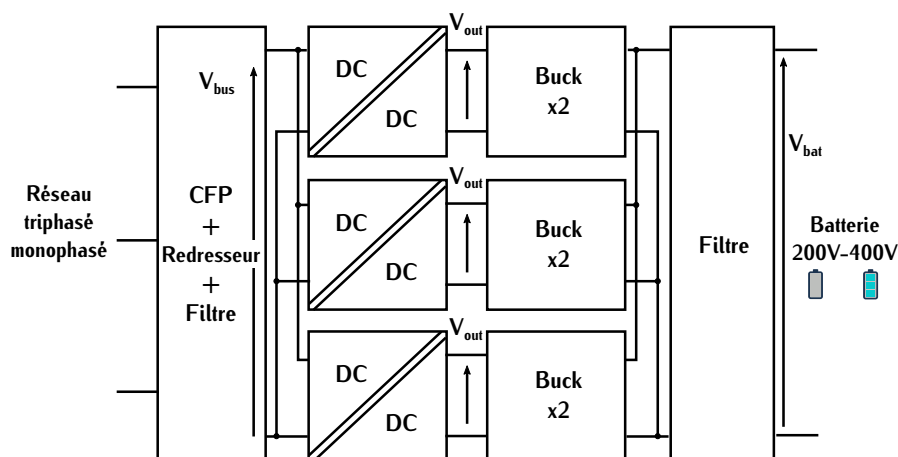 V_out
DC
DC
Buck
x2
V_bus
V_bat
V_out
DC
DC
Buck
x2
Réseau
triphasé
monophasé
CFP
+
Redresseur
+
Filtre
Filtre
Batterie
200V-400V
V_out
DC
DC
Buck
x2